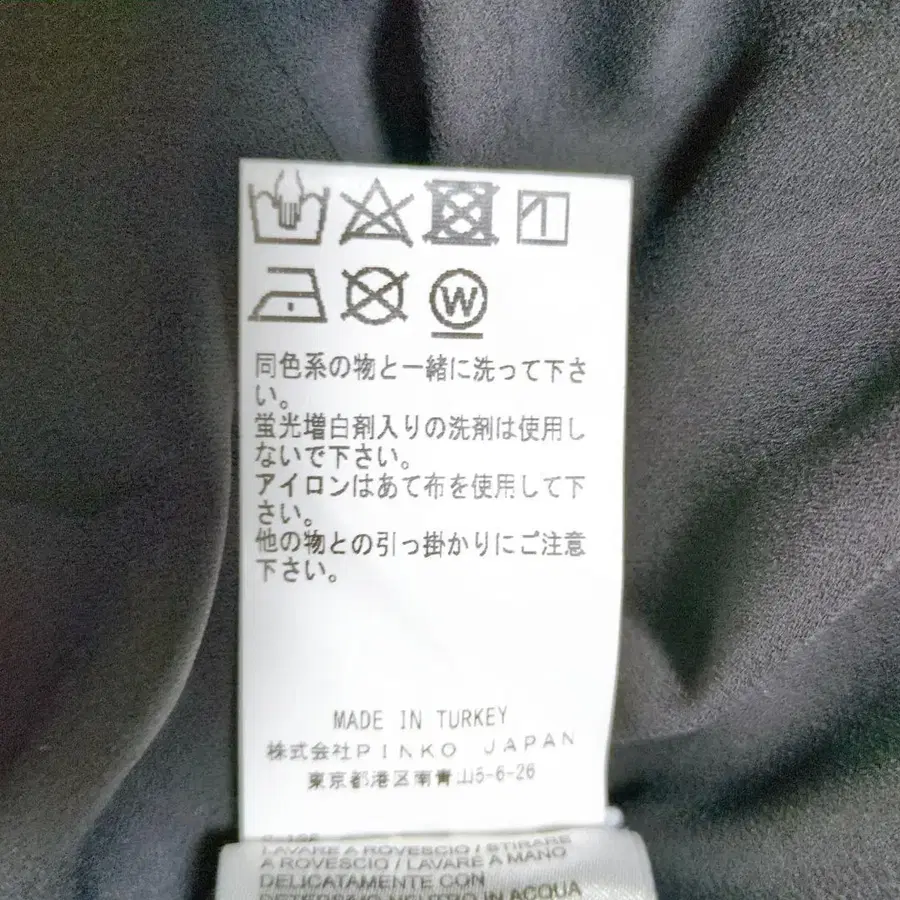 W
同色系の物と一緒に洗って下さ
い。
蛍光増白剤入りの洗剤は使用し
ないで下さい。
アイロンはあて布を使用して下
さい。
他の物との引っ掛かりにご注意
下さい。
MADE IN TURKEY
株式会社PINKO JAPAN
東京都港区南青山5-6-26
LAVARE A ROVESCIO / STIRARE
A ROVESCIO / LAVARE A MANO
DELICATAMENTE CON
DETERSIVO NEUTRO IN ACQUA